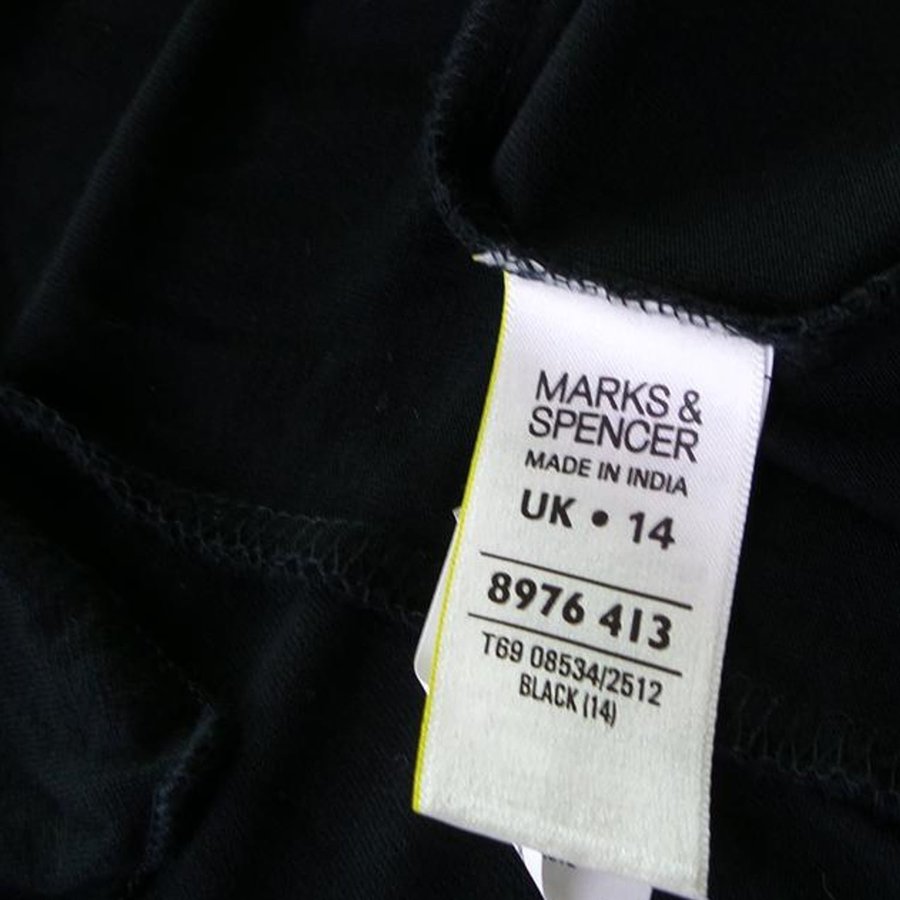 MARKS &
SPENCER
MADE IN INDIA
UK • 14
8976 413
T69 08534/2512
BLACK (14)